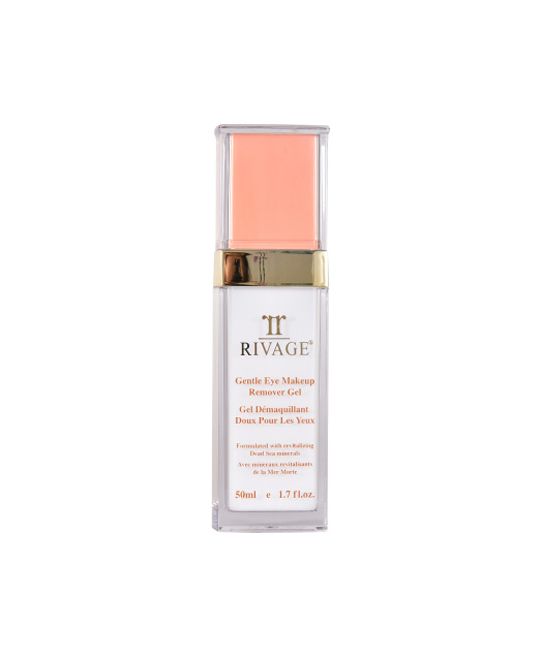 RIVAGE®
Gentle Eye Makeup
Remover Gel
Gel Démaquillant
Doux Pour Les Yeux
Formulated with revitalizing
Dead Sea minerals
Avec mineraux revitalisants
de la Mer Morte
50ml e 1.7 fl.oz.